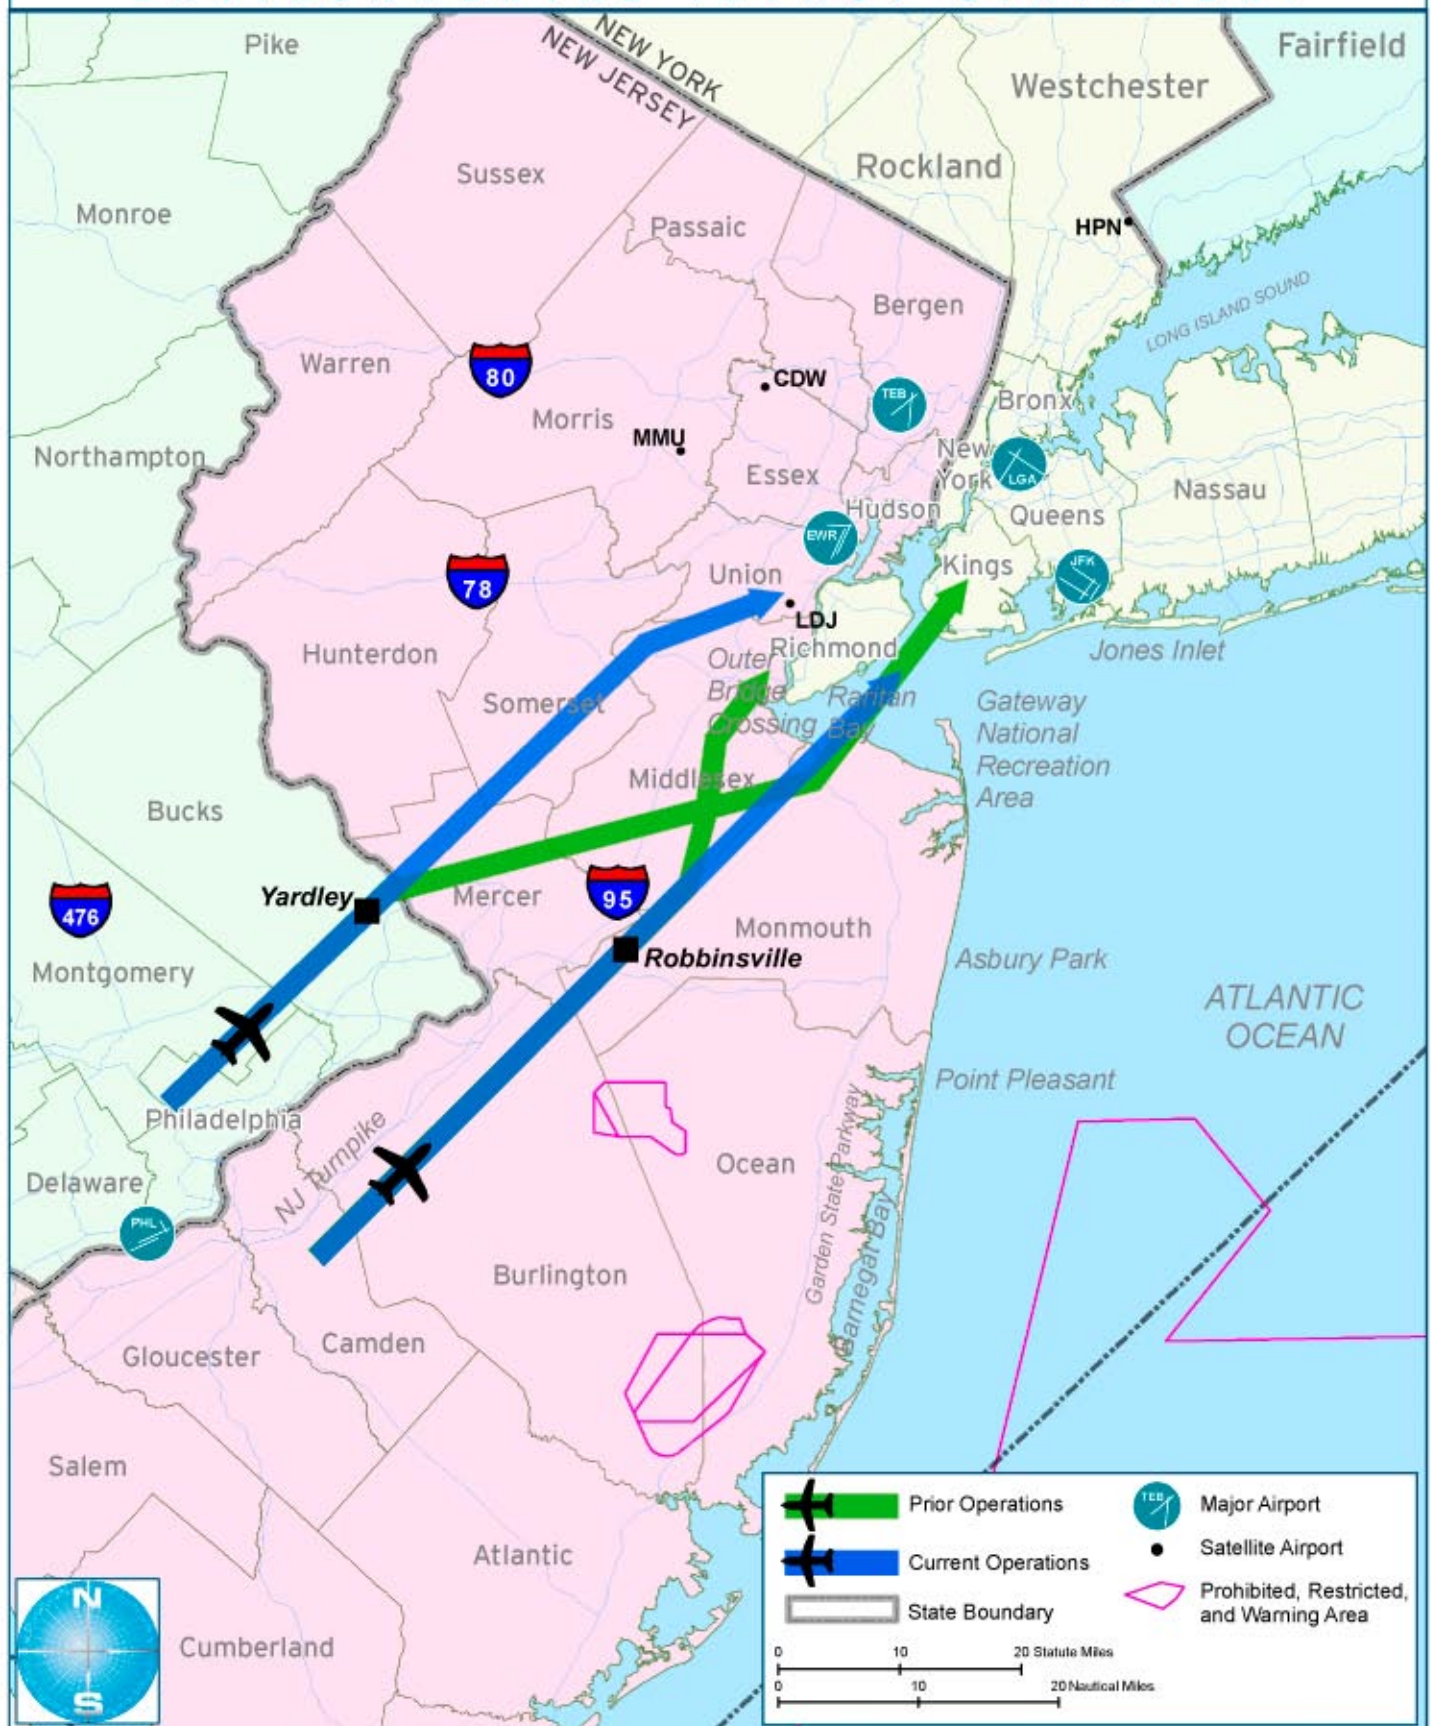 Pike
NEW YORK
NEW JERSEY
Fairfield
Westchester
Rockland
Sussex
Monroe
Passaic
HPN
Bergen
LONG ISLAND SOUND
Warren
80
CDW
TEB
Bronx
Morris
MMU
Northampton
New
York
LGA
Essex
Nassau
Hudson
Queens
EWR
Kings
JFK
Union
78
LDJ
Richmond
Jones Inlet
Hunterdon
Outer
Bridge
Crossing
Raritan
Bay
Somerset
Gateway
National
Recreation
Area
Middlesex
Bucks
Yardley
Mercer
95
476
Monmouth
Robbinsville
Asbury Park
Montgomery
ATLANTIC
OCEAN
Point Pleasant
Philadelphia
NJ Turnpike
Ocean
Garden State Parkway
Barnegat Bay
Delaware
PHL
Burlington
Camden
Gloucester
Salem
Atlantic
Cumberland
N
S
Prior Operations
Current Operations
State Boundary
TEB
Major Airport
Satellite Airport
Prohibited, Restricted,
and Warning Area
0 10 20 Statute Miles
0 10 20 Nautical Miles